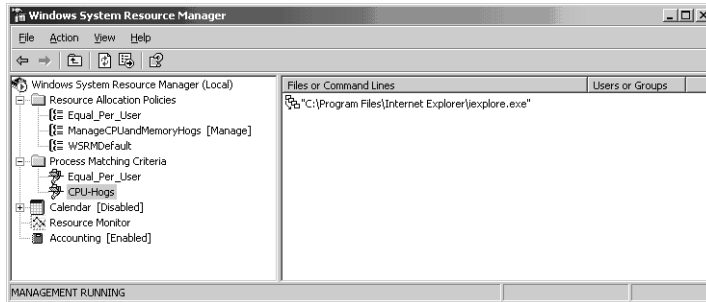 Windows System Resource Manager
File Action View Help
Windows System Resource Manager (Local)
Resource Allocation Policies
Equal_Per_User
ManageCPUandMemoryHogs [Manage]
WSRMDefault
Process Matching Criteria
Equal_Per_User
CPU-Hogs
Calendar [Disabled]
Resource Monitor
Accounting [Enabled]
Files or Command Lines Users or Groups
"C:\Program Files\Internet Explorer\iexplore.exe"
MANAGEMENT RUNNING